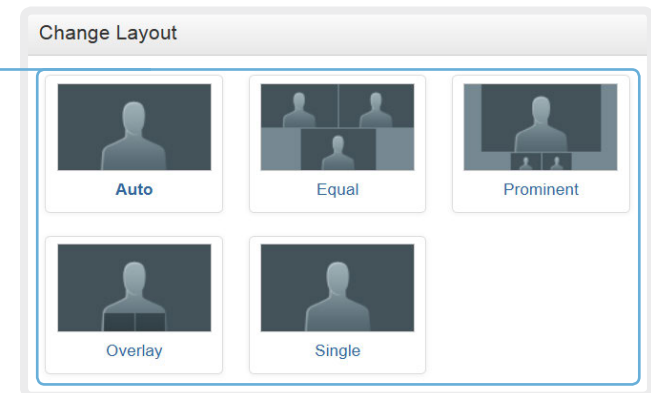 Change Layout
Auto
Equal
Prominent
Overlay
Single